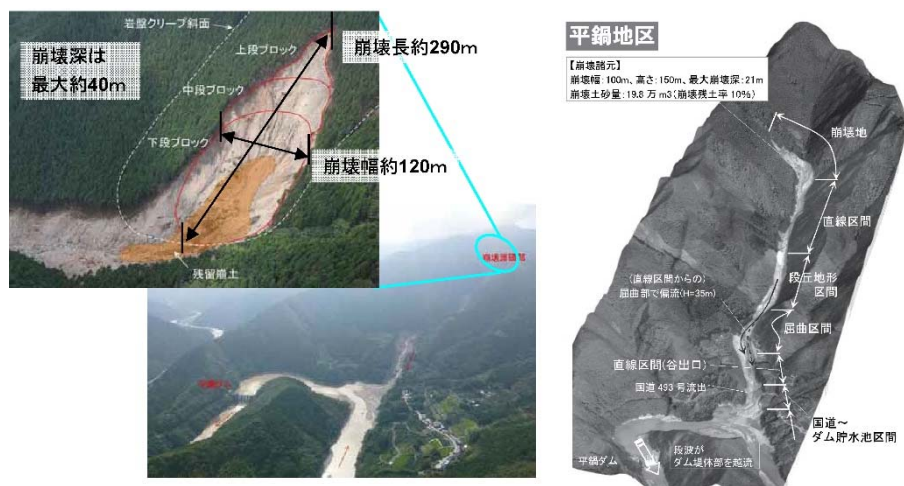 岩盤クリープ斜面
崩壊深は
最大約40m
上段ブロック
崩壊長約290m
中段ブロック
下段ブロック
崩壊幅約120m
残留崩土
平鍋ダム
平鍋地区
【崩壊諸元】
崩壊幅:100m、高さ:150m、最大崩壊深:21m
崩壊土砂量:19.8万m3(崩壊残土率10%)
崩壊地
直線区間
段丘地形
区間
(直線区間からの)
屈曲部で偏流(H=35m)
屈曲区間
直線区間(谷出口)
国道493号流出
国道~
ダム貯水池区間
段波が
ダム堤体部を越流
平鍋ダム